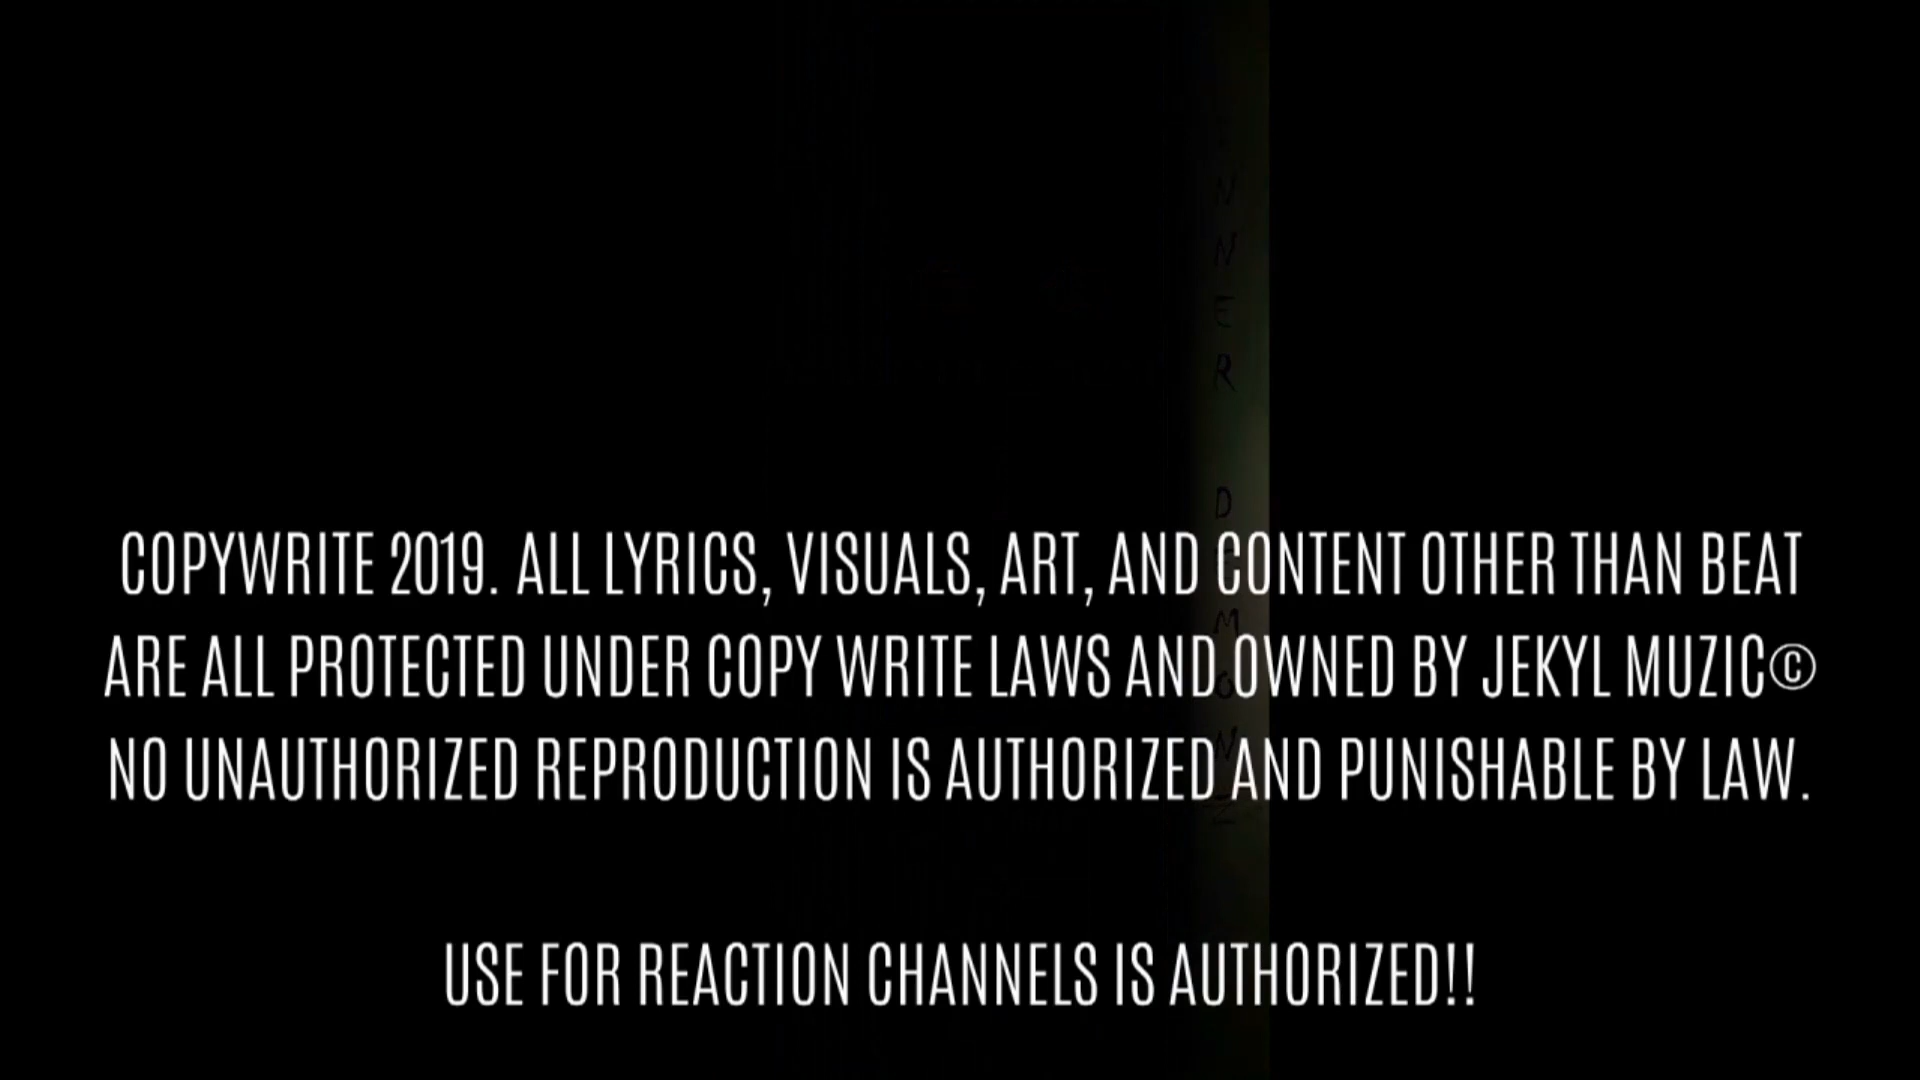 INNER DEMONZ
COPYWRITE 2019. ALL LYRICS, VISUALS, ART, AND CONTENT OTHER THAN BEAT
ARE ALL PROTECTED UNDER COPY WRITE LAWS AND OWNED BY JEKYL MUZIC©
NO UNAUTHORIZED REPRODUCTION IS AUTHORIZED AND PUNISHABLE BY LAW.
USE FOR REACTION CHANNELS IS AUTHORIZED!!